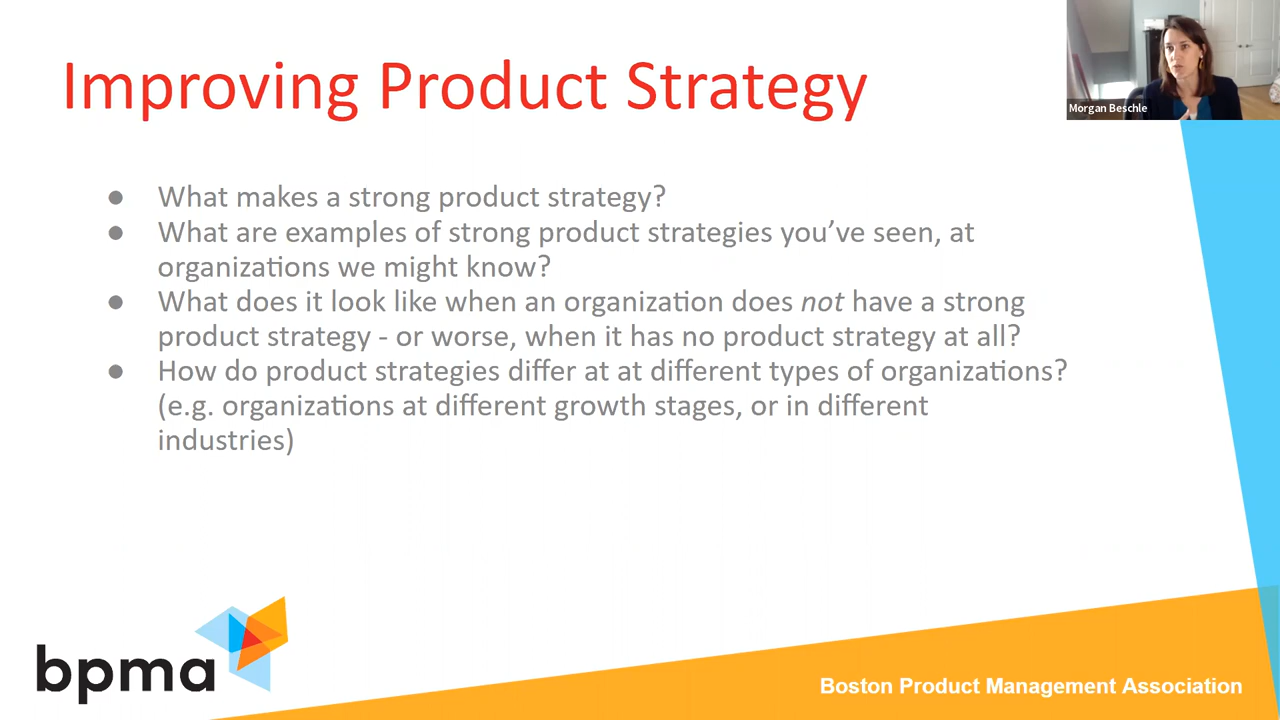 Improving Product Strategy
Morgan Beschle
● What makes a strong product strategy?
● What are examples of strong product strategies you've seen, at
organizations we might know?
● What does it look like when an organization does not have a strong
product strategy - or worse, when it has no product strategy at all?
● How do product strategies differ at at different types of organizations?
(e.g. organizations at different growth stages, or in different
industries)
bpma
Boston Product Management Association